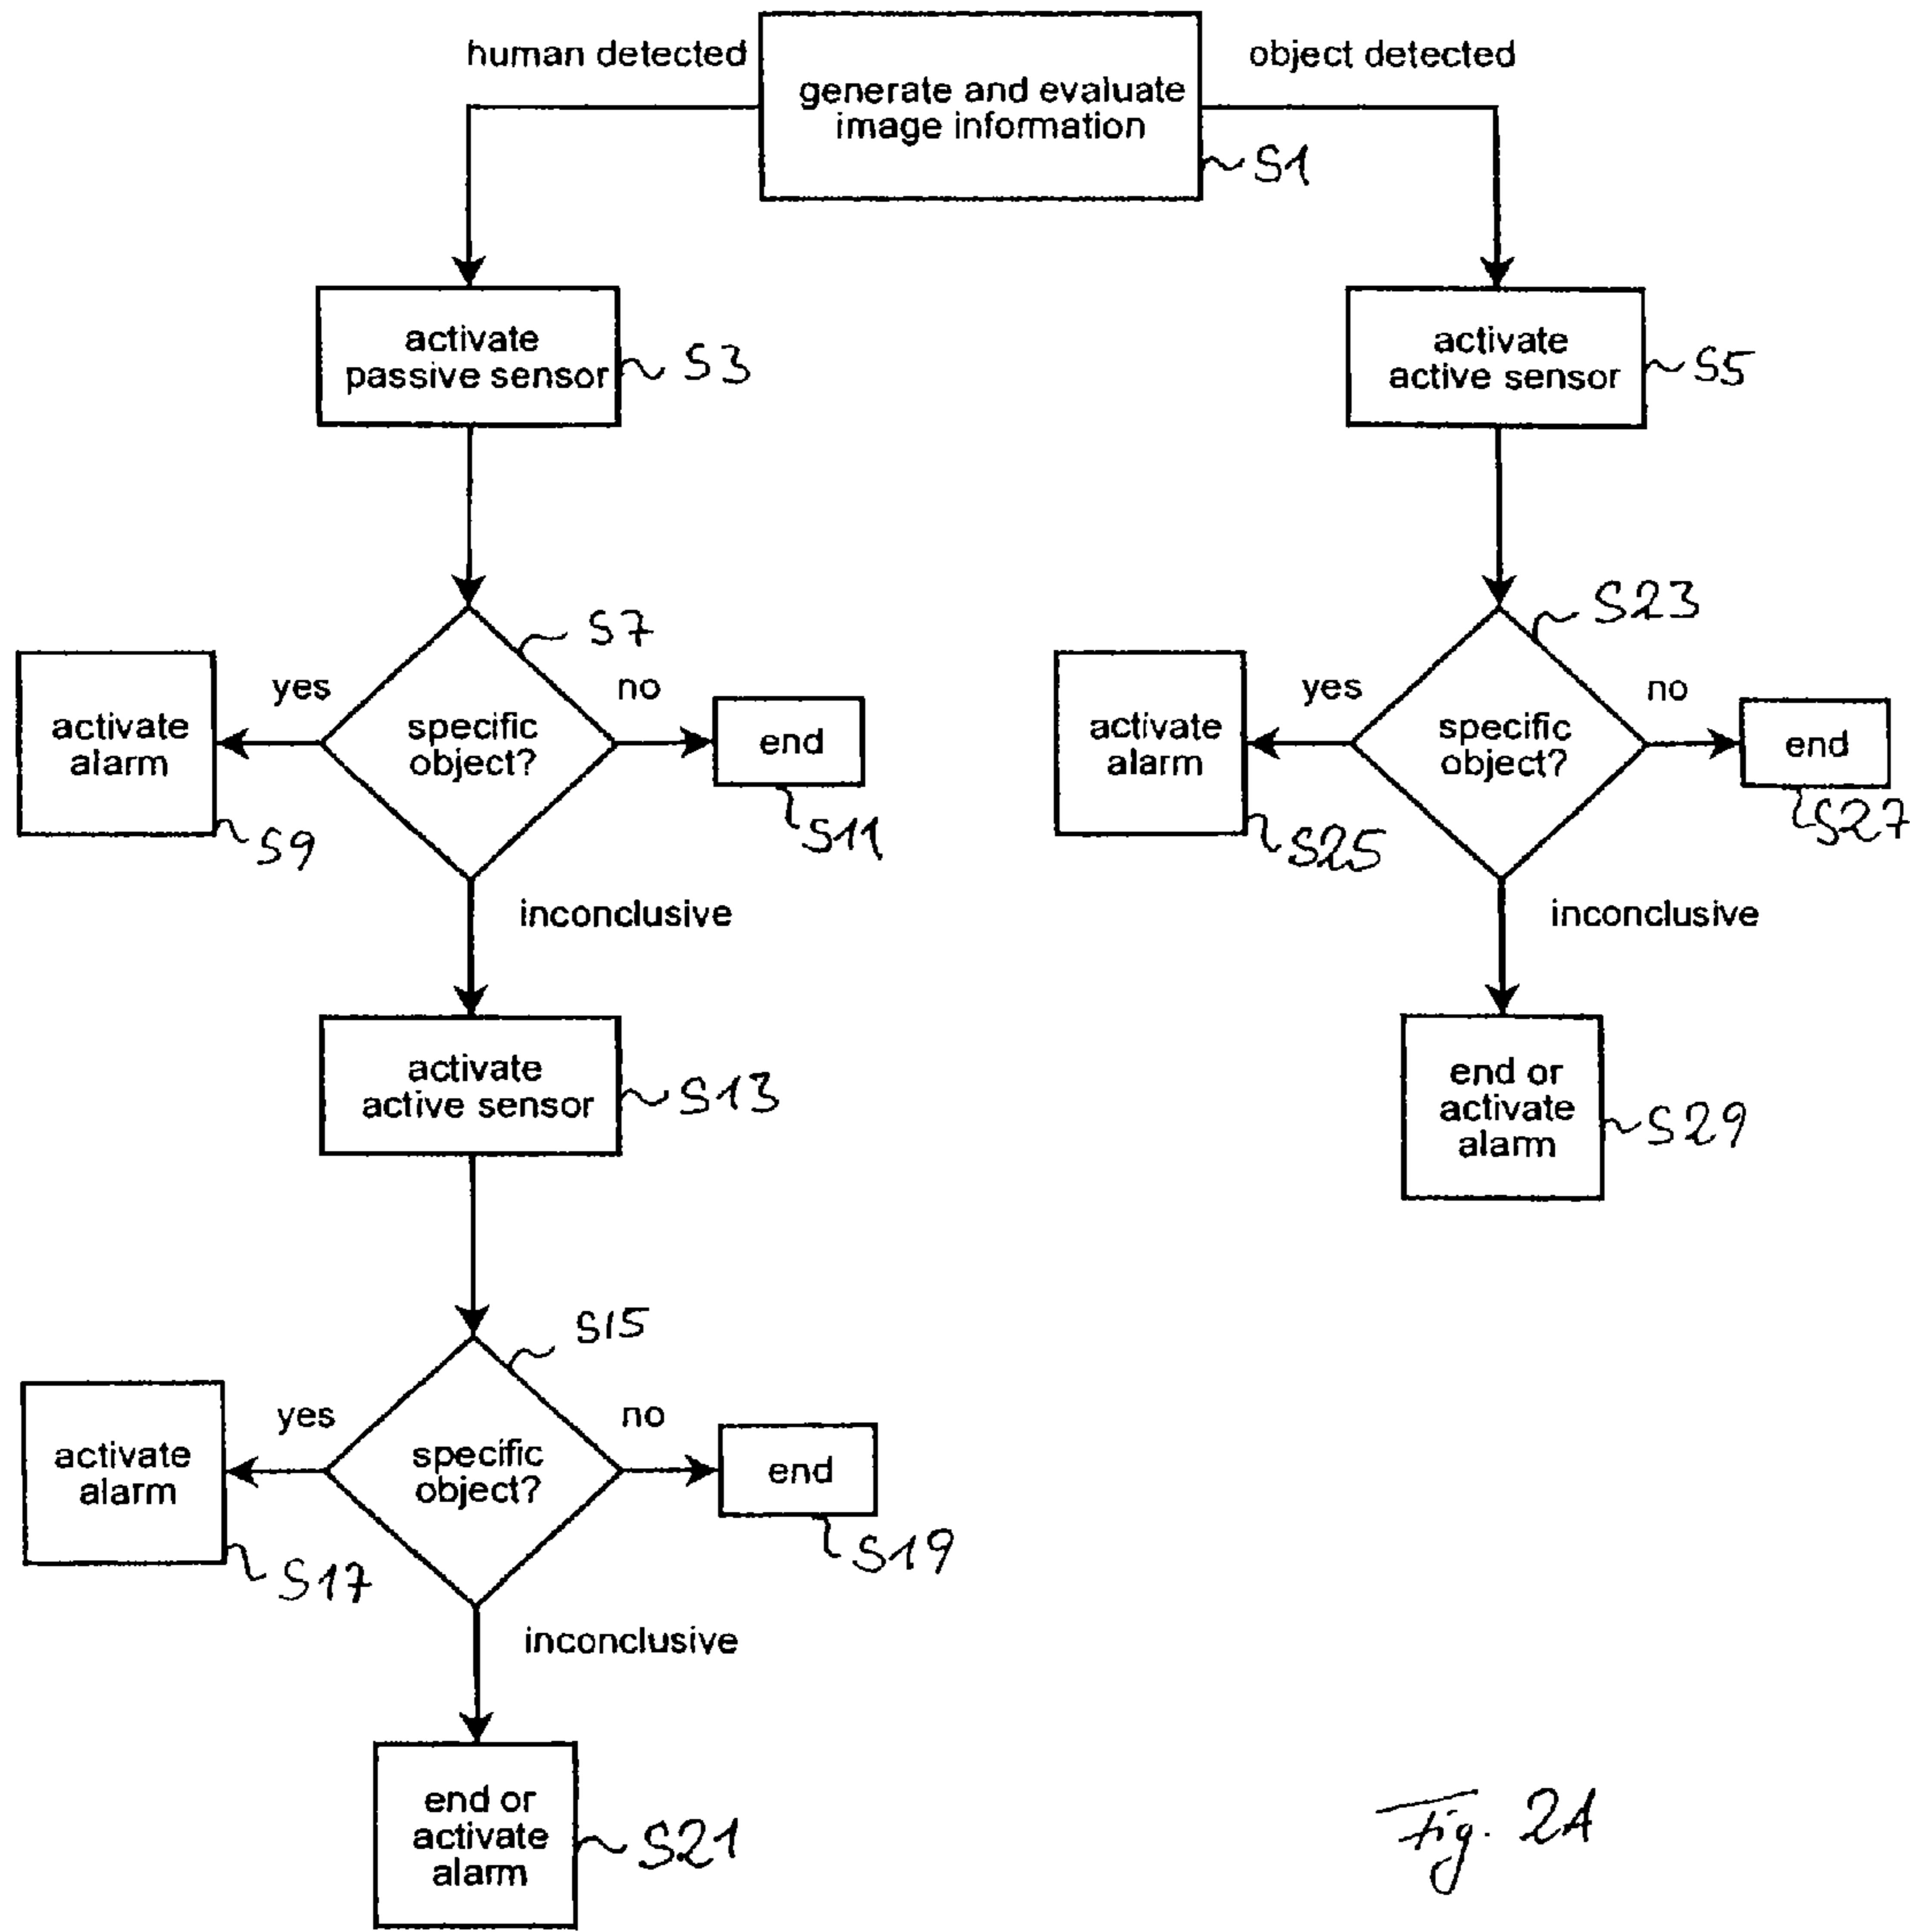 human detected
object detected
generate and evaluate
image information
S1
activate
passive sensor
S3
activate
active sensor
S5
S7
S23
yes
no
activate
alarm
specific
object?
end
S9
S11
yes
no
activate
alarm
specific
object?
end
S25
S27
inconclusive
inconclusive
activate
active sensor
S13
end or
activate
alarm
S29
S15
yes
no
activate
alarm
specific
object?
end
S17
S19
inconclusive
end or
activate
alarm
S21
Fig. 2A